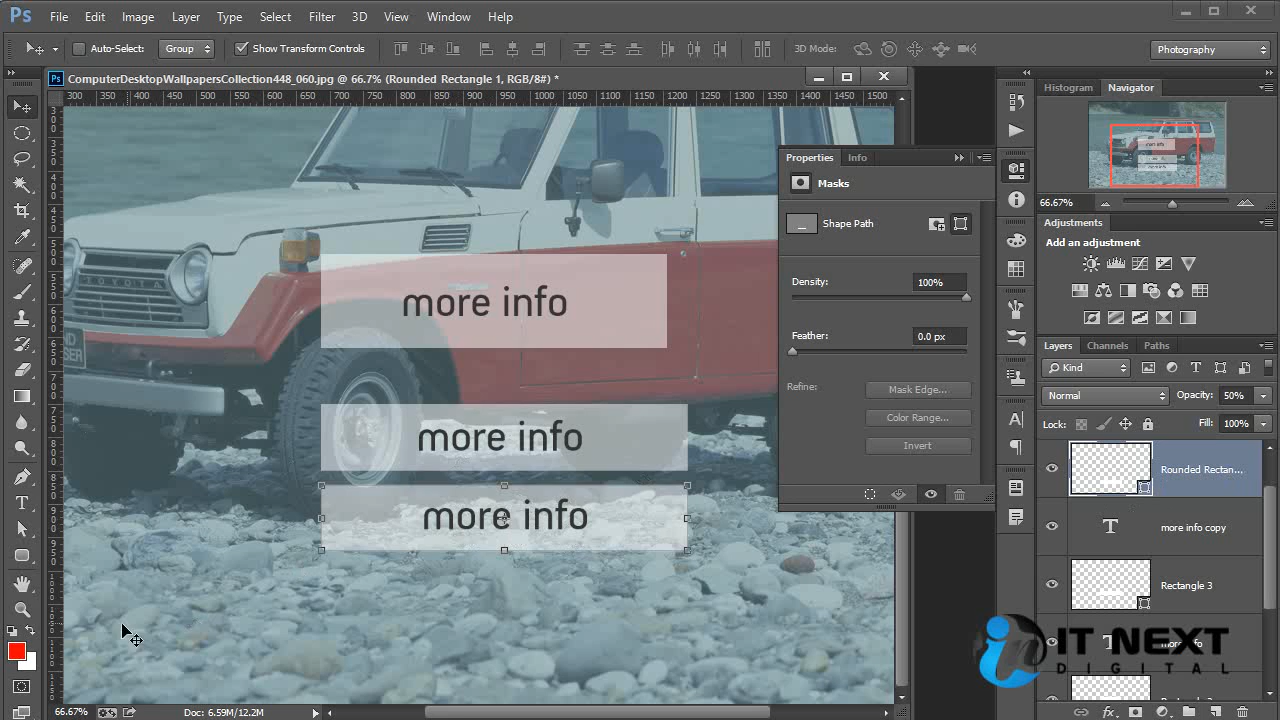 Ps File Edit Image Layer Type Select Filter 3D View Window Help
Auto-Select: Group Show Transform Controls 3D Mode: Photography
Ps ComputerDesktopWallpapersCollection448_060.jpg @ 66.7% (Rounded Rectangle 1, RGB/8#) *
300 350 400 450 500 550 600 650 700 750 800 850 900 950 1000 1050 1100 1150 1200 1250 1300 1350 1400 1450 1500
TOYOTA
more info
more info
more info
Properties Info
Masks
Shape Path
Density: 100%
Feather: 0.0 px
Refine: Mask Edge...
Color Range...
Invert
Histogram Navigator
66.67%
Adjustments
Add an adjustment
Layers Channels Paths
Kind
Normal Opacity: 50%
Lock: Fill: 100%
Rounded Rectan...
more info copy
Rectangle 3
IT NEXT
DIGITAL
66.67% Doc: 6.59M/12.2M